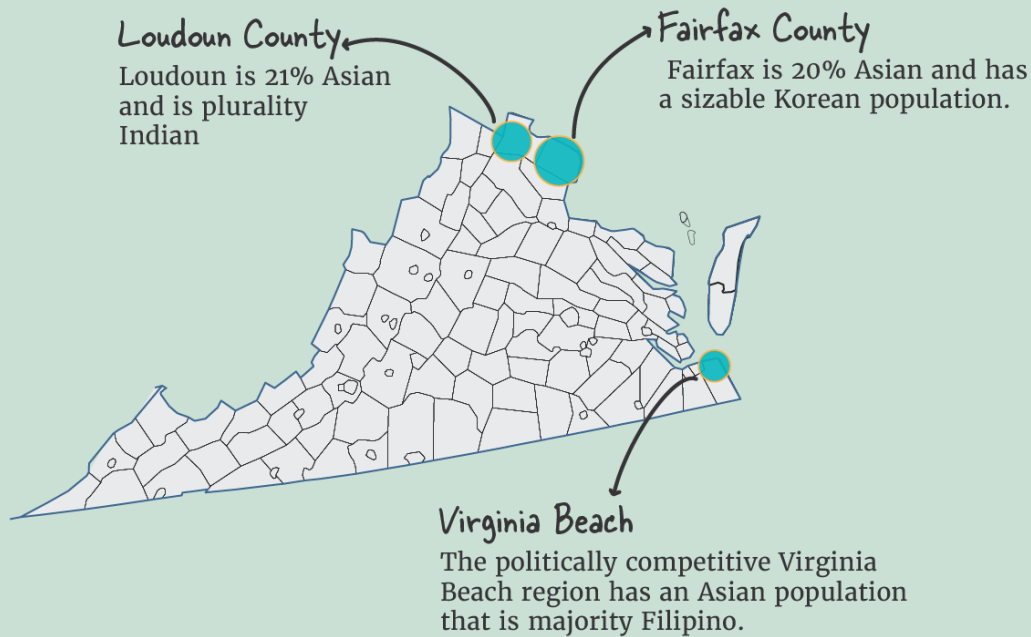 Loudoun County
Loudoun is 21% Asian
and is plurality
Indian
Fairfax County
Fairfax is 20% Asian and has
a sizable Korean population.
Virginia Beach
The politically competitive Virginia
Beach region has an Asian population
that is majority Filipino.